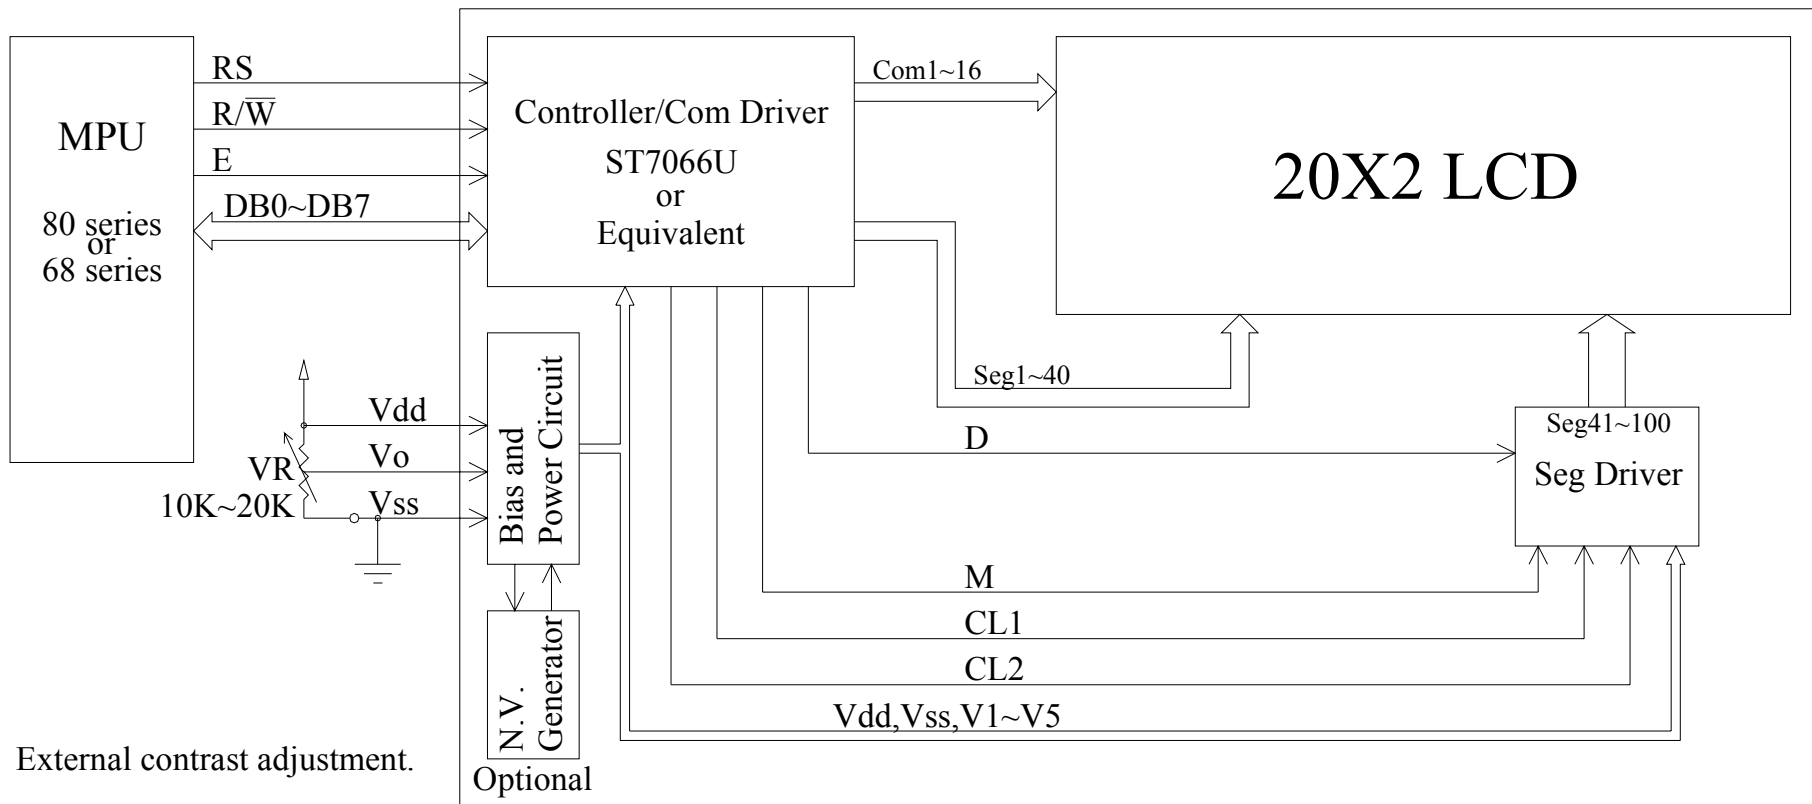 MPU
80 series
or
68 series
RS
R/W̅
E
DB0~DB7
Controller/Com Driver
ST7066U
or
Equivalent
Com1~16
20X2 LCD
Seg1~40
Seg41~100
Seg Driver
D
M
CL1
CL2
Vdd,Vss,V1~V5
Vdd
Vo
Vss
VR
10K~20K
Bias and
Power Circuit
N.V.
Generator
Optional
External contrast adjustment.